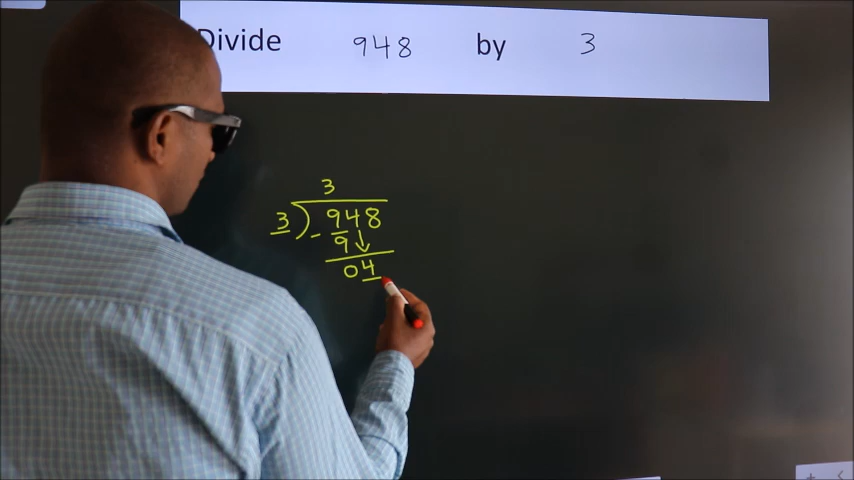 Divide 948 by 3
3
3 ) 948
- 9 ↓
04